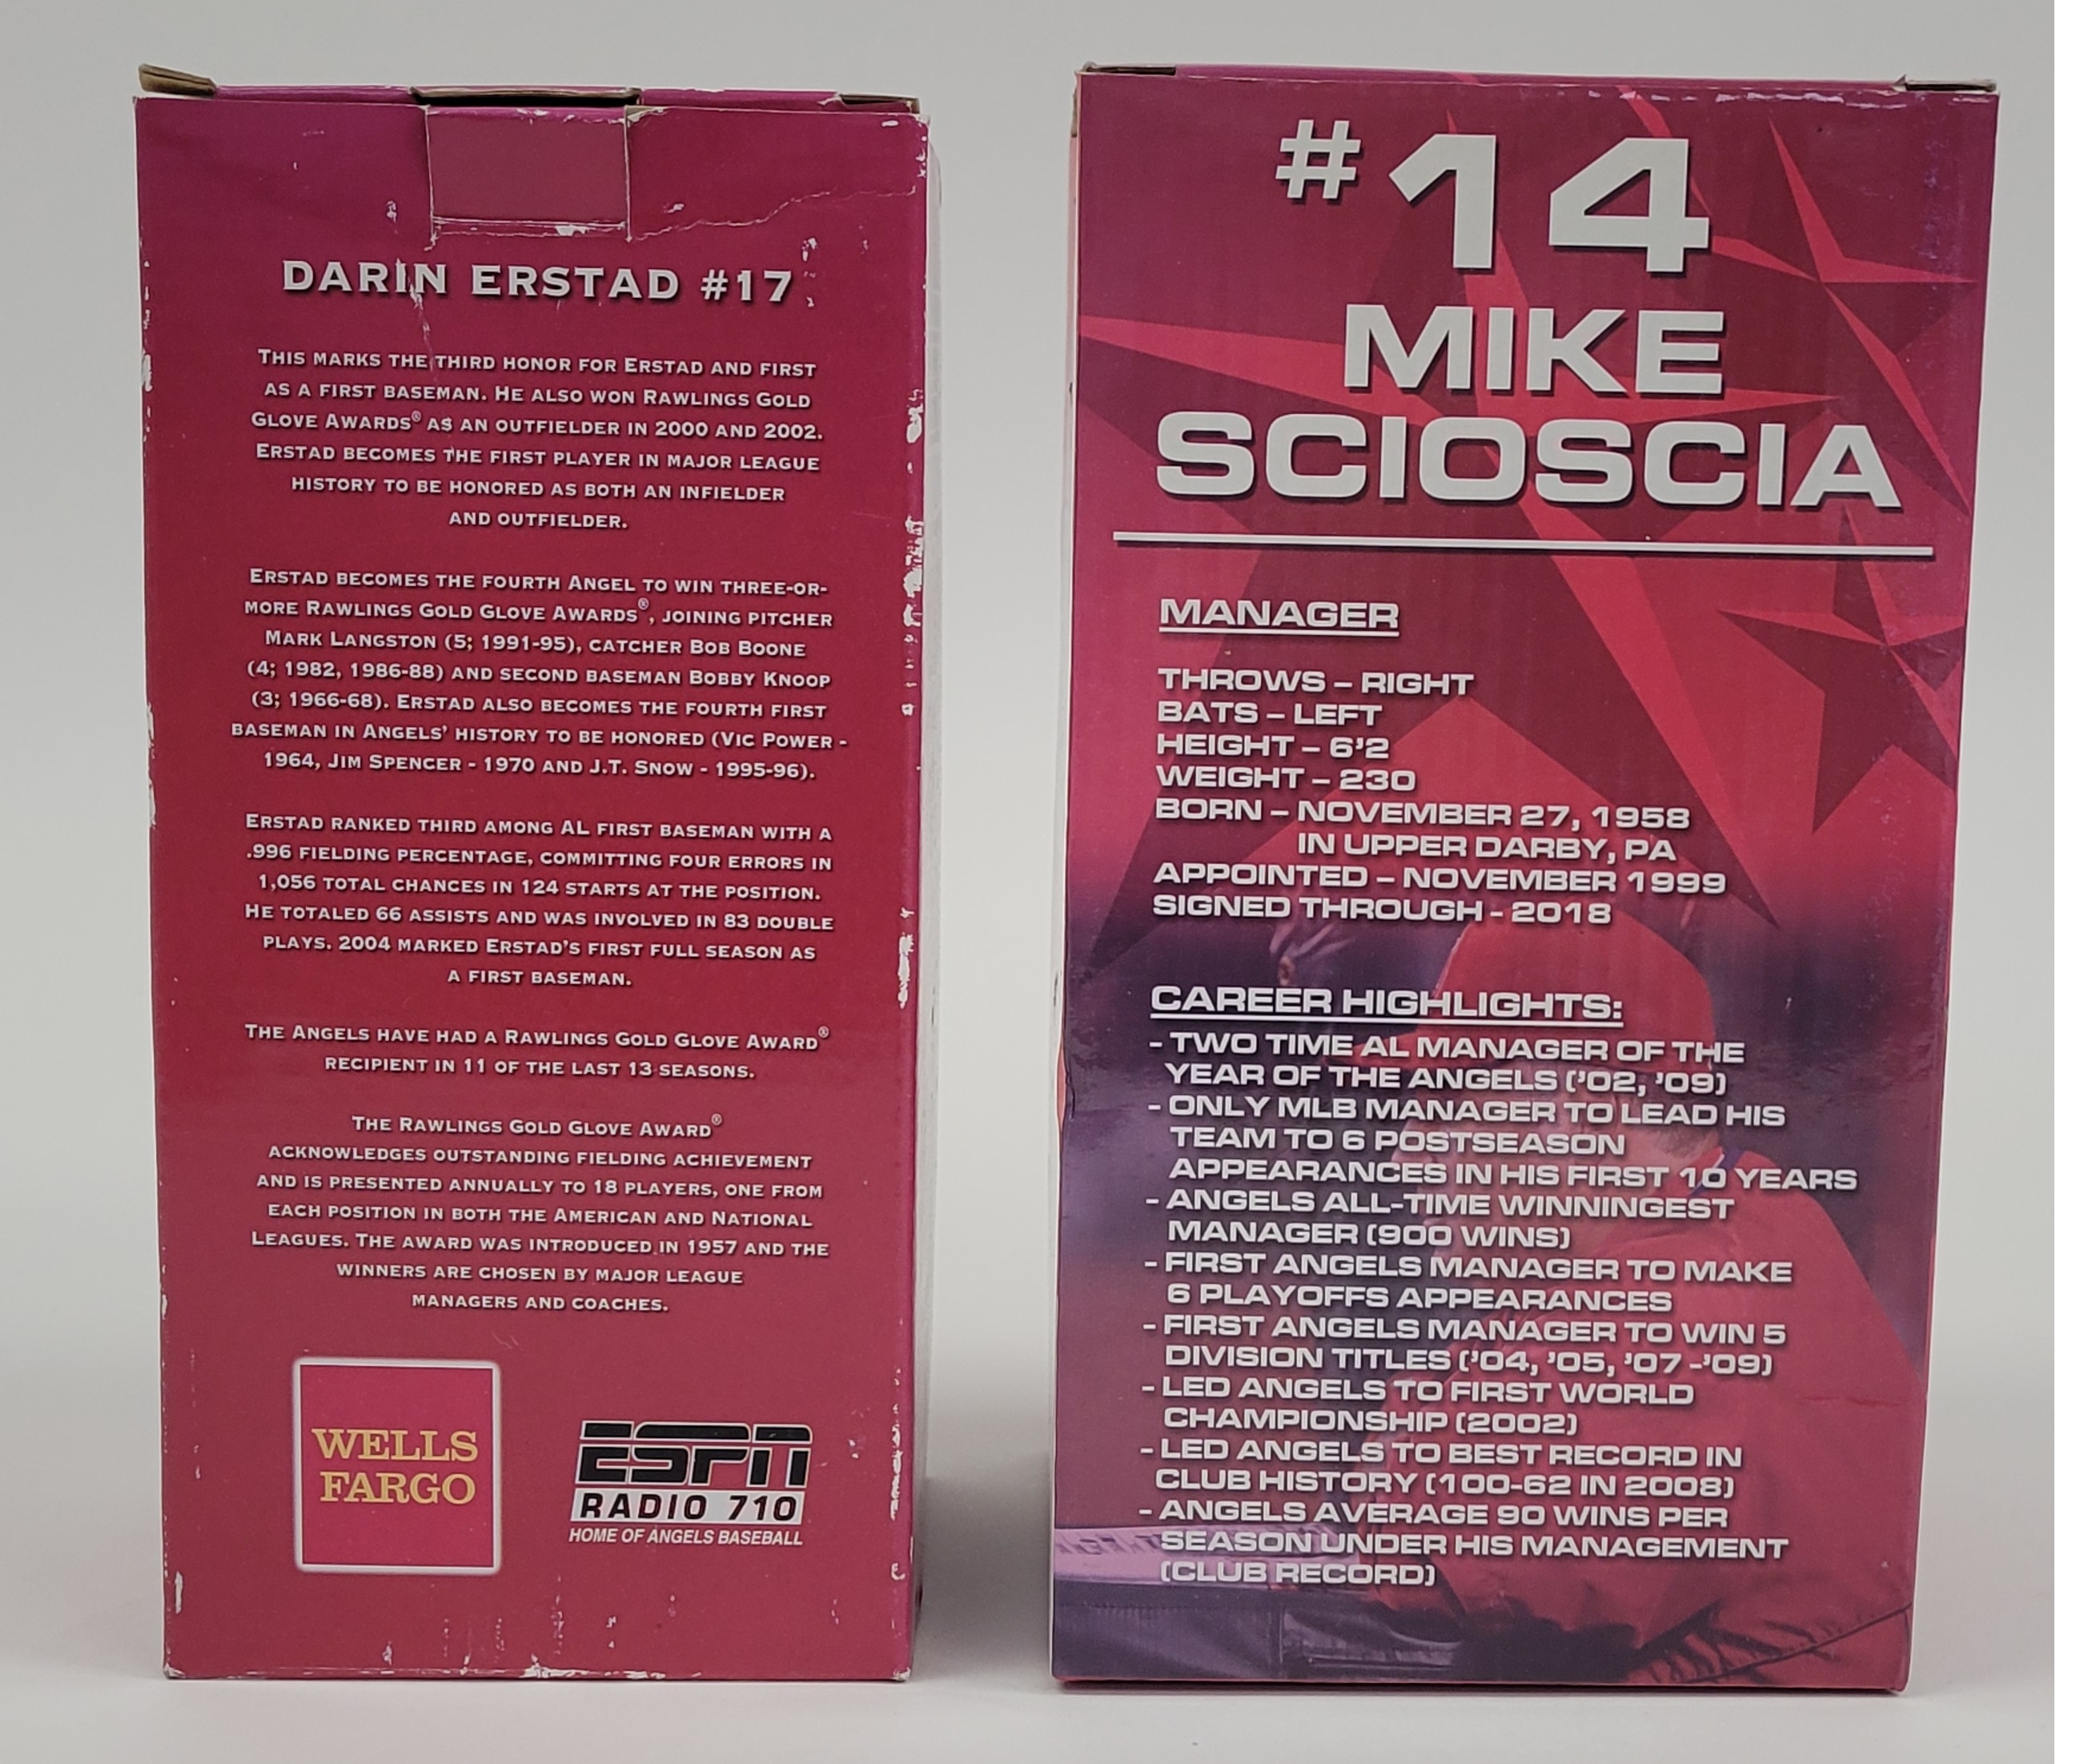 DARIN ERSTAD #17
THIS MARKS THE THIRD HONOR FOR ERSTAD AND FIRST
AS A FIRST BASEMAN. HE ALSO WON RAWLINGS GOLD
GLOVE AWARDS® AS AN OUTFIELDER IN 2000 AND 2002.
ERSTAD BECOMES THE FIRST PLAYER IN MAJOR LEAGUE
HISTORY TO BE HONORED AS BOTH AN INFIELDER
AND OUTFIELDER.
ERSTAD BECOMES THE FOURTH ANGEL TO WIN THREE-OR-
MORE RAWLINGS GOLD GLOVE AWARDS®, JOINING PITCHER
MARK LANGSTON (5; 1991-95), CATCHER BOB BOONE
(4; 1982, 1986-88) AND SECOND BASEMAN BOBBY KNOOP
(3; 1966-68). ERSTAD ALSO BECOMES THE FOURTH FIRST
BASEMAN IN ANGELS' HISTORY TO BE HONORED (VIC POWER -
1964, JIM SPENCER - 1970 AND J.T. SNOW - 1995-96).
ERSTAD RANKED THIRD AMONG AL FIRST BASEMAN WITH A
.996 FIELDING PERCENTAGE, COMMITTING FOUR ERRORS IN
1,056 TOTAL CHANCES IN 124 STARTS AT THE POSITION.
HE TOTALED 66 ASSISTS AND WAS INVOLVED IN 83 DOUBLE
PLAYS. 2004 MARKED ERSTAD'S FIRST FULL SEASON AS
A FIRST BASEMAN.
THE ANGELS HAVE HAD A RAWLINGS GOLD GLOVE AWARD®
RECIPIENT IN 11 OF THE LAST 13 SEASONS.
THE RAWLINGS GOLD GLOVE AWARD®
ACKNOWLEDGES OUTSTANDING FIELDING ACHIEVEMENT
AND IS PRESENTED ANNUALLY TO 18 PLAYERS, ONE FROM
EACH POSITION IN BOTH THE AMERICAN AND NATIONAL
LEAGUES. THE AWARD WAS INTRODUCED IN 1957 AND THE
WINNERS ARE CHOSEN BY MAJOR LEAGUE
MANAGERS AND COACHES.
WELLS
FARGO
ESPN
RADIO 710
HOME OF ANGELS BASEBALL
#14
MIKE
SCIOSCIA
MANAGER
THROWS – RIGHT
BATS – LEFT
HEIGHT – 6'2
WEIGHT – 230
BORN – NOVEMBER 27, 1958
IN UPPER DARBY, PA
APPOINTED – NOVEMBER 1999
SIGNED THROUGH - 2018
CAREER HIGHLIGHTS:
- TWO TIME AL MANAGER OF THE
YEAR OF THE ANGELS ('02, '09)
- ONLY MLB MANAGER TO LEAD HIS
TEAM TO 6 POSTSEASON
APPEARANCES IN HIS FIRST 10 YEARS
- ANGELS ALL-TIME WINNINGEST
MANAGER (900 WINS)
- FIRST ANGELS MANAGER TO MAKE
6 PLAYOFFS APPEARANCES
- FIRST ANGELS MANAGER TO WIN 5
DIVISION TITLES ('04, '05, '07 -'09)
- LED ANGELS TO FIRST WORLD
CHAMPIONSHIP (2002)
- LED ANGELS TO BEST RECORD IN
CLUB HISTORY (100-62 IN 2008)
- ANGELS AVERAGE 90 WINS PER
SEASON UNDER HIS MANAGEMENT
(CLUB RECORD)